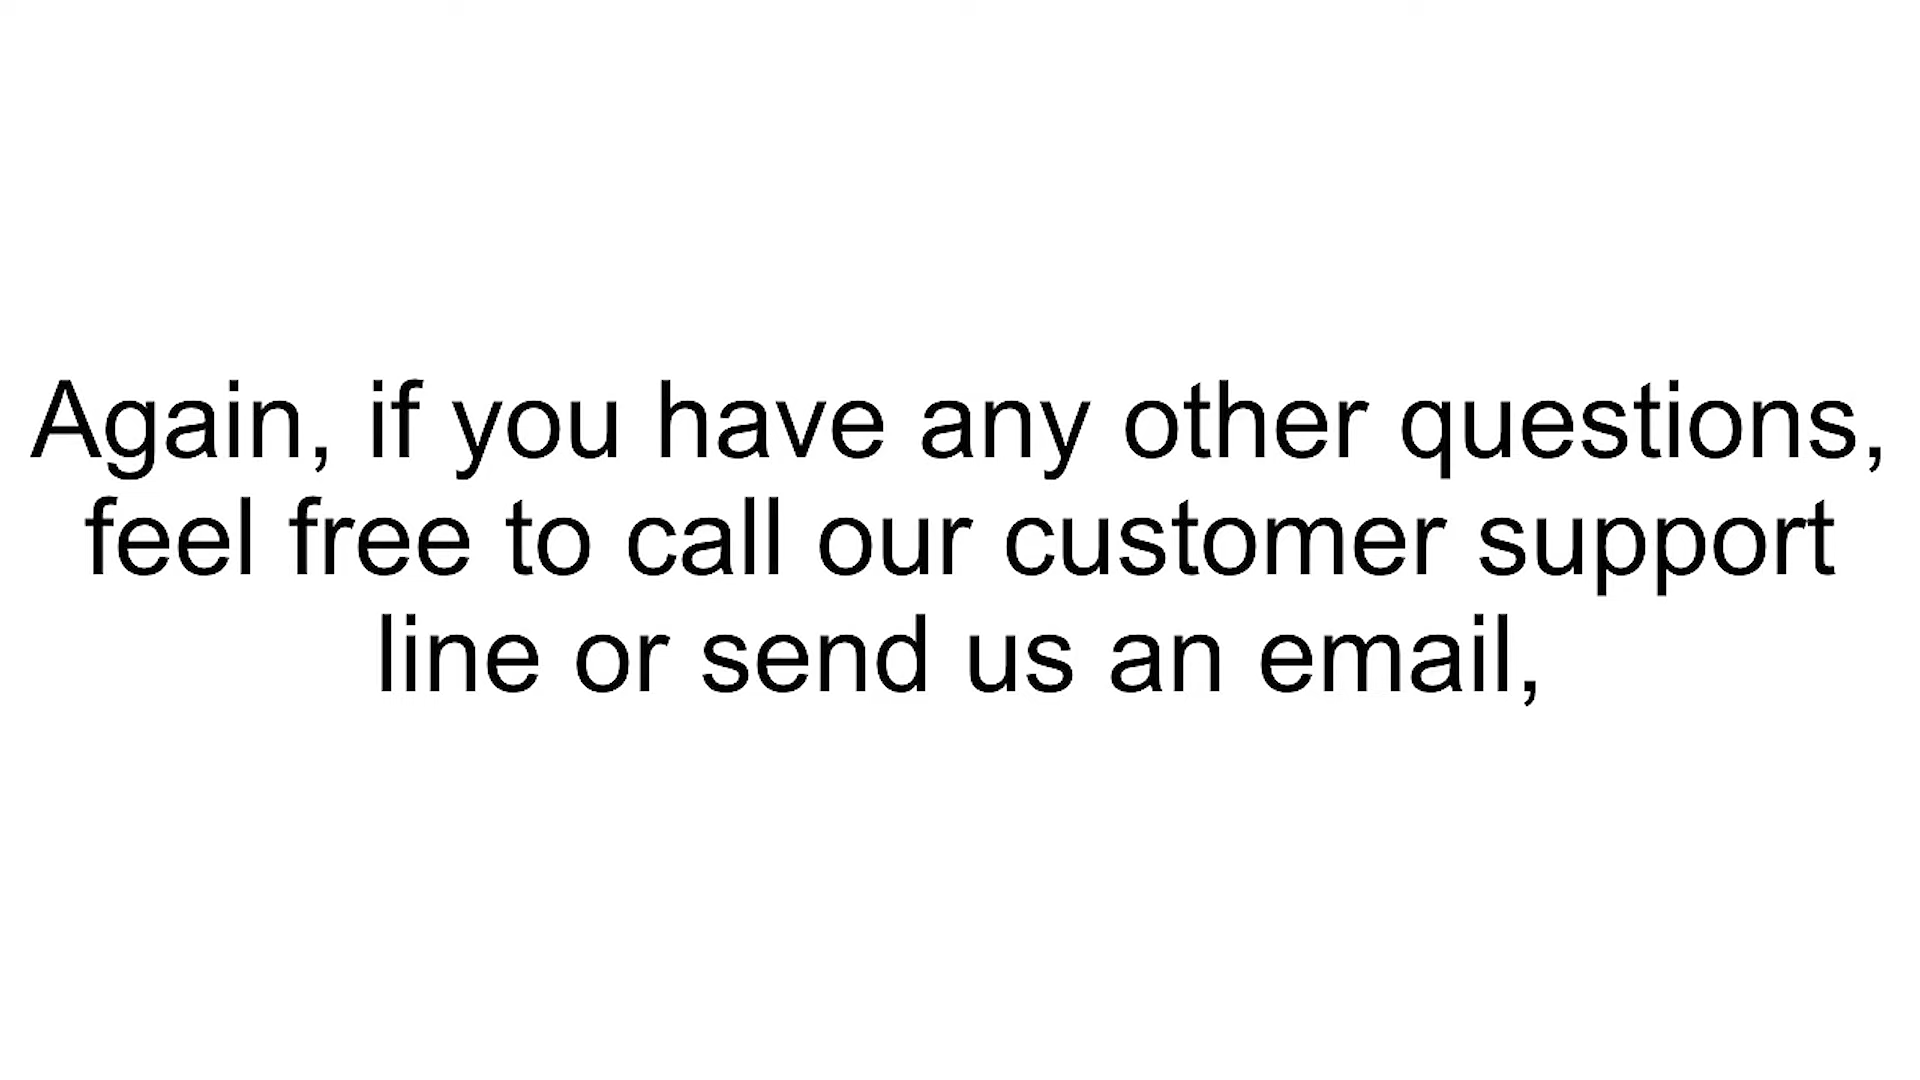 Again, if you have any other questions,
feel free to call our customer support
line or send us an email,